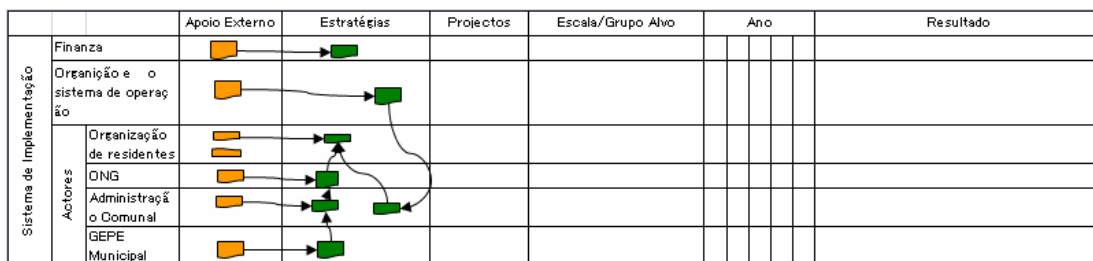 Apoio Externo Estratégias Projectos Escala/Grupo Alvo Ano Resultado
Sistema de Implementação
Finanza
Organição e o
sistema de operaç
ão
Actores
Organização
de residentes
ONG
Administraçã
o Comunal
GEPE
Municipal